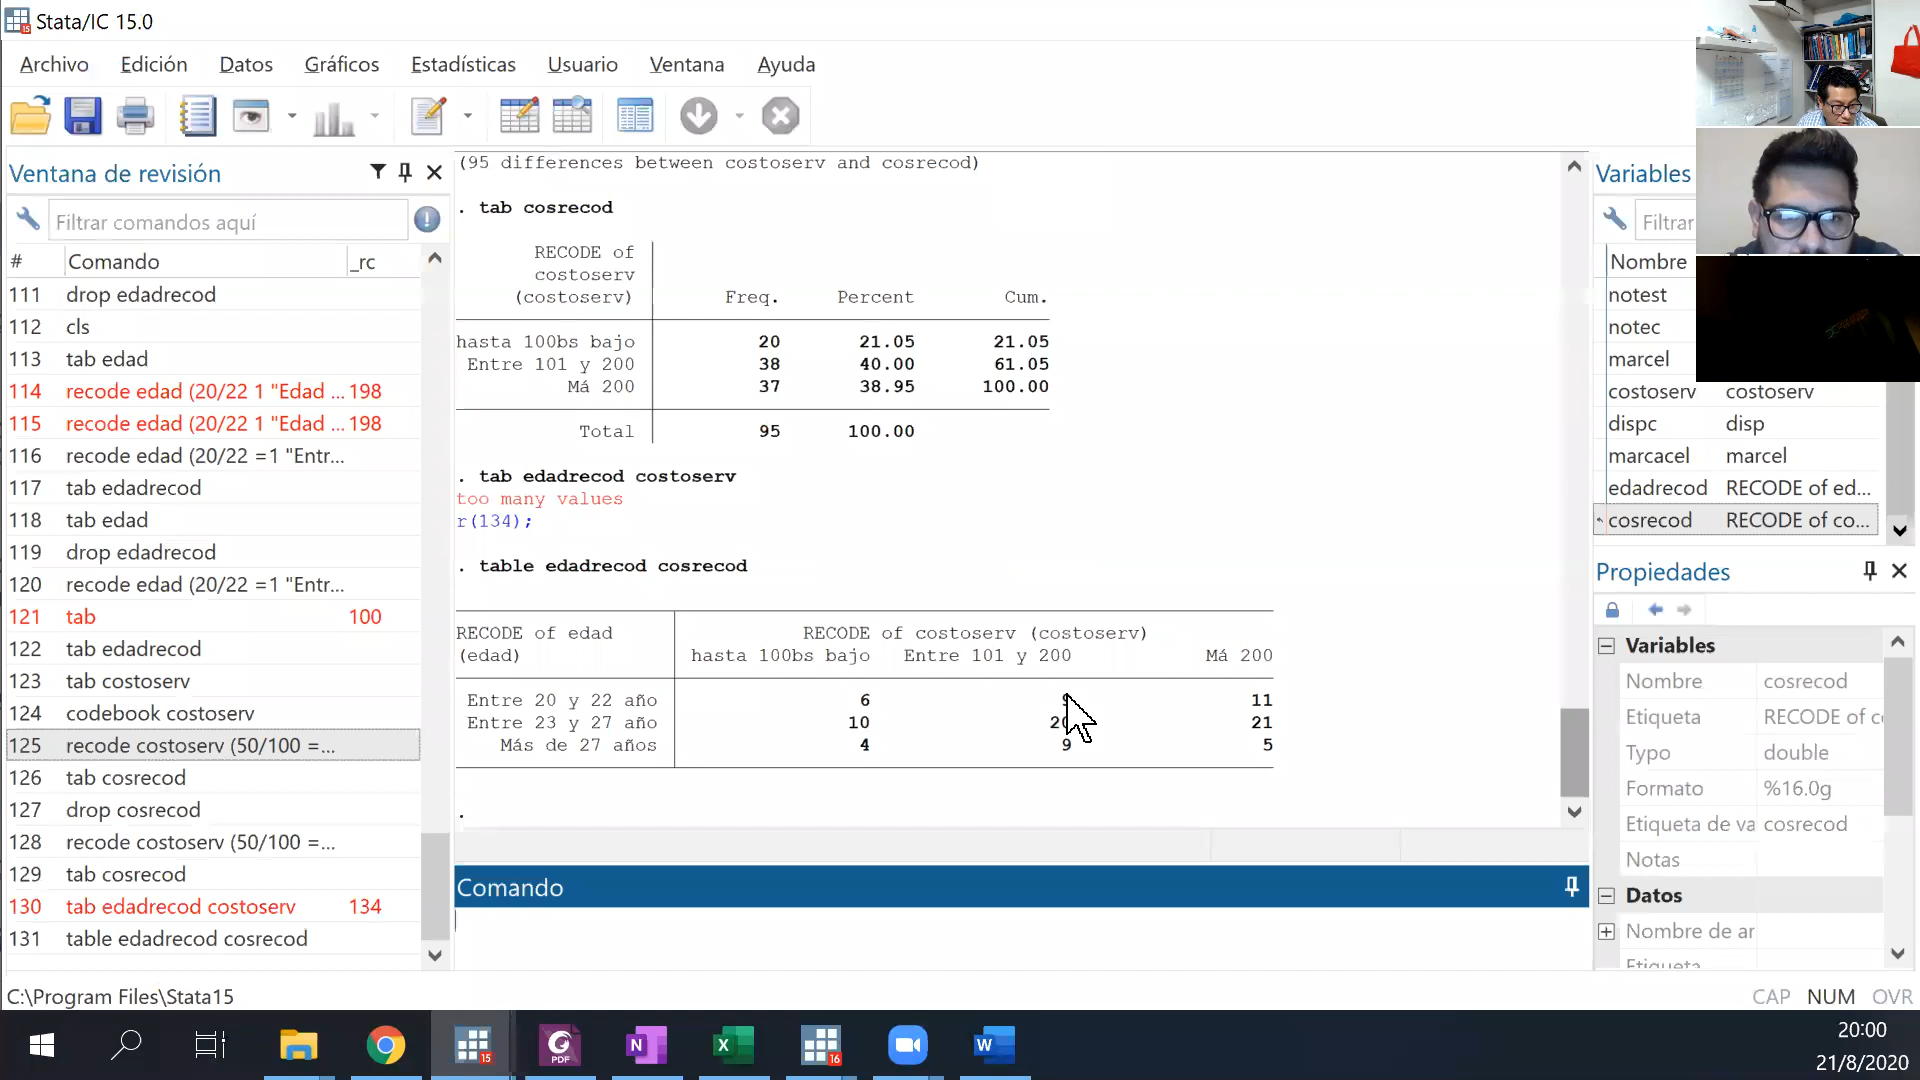 Stata/IC 15.0
Archivo Edición Datos Gráficos Estadísticas Usuario Ventana Ayuda
Ventana de revisión
Filtrar comandos aquí
# Comando _rc
111 drop edadrecod
112 cls
113 tab edad
114 recode edad (20/22 1 "Edad ... 198
115 recode edad (20/22 1 "Edad ... 198
116 recode edad (20/22 =1 "Entr...
117 tab edadrecod
118 tab edad
119 drop edadrecod
120 recode edad (20/22 =1 "Entr...
121 tab 100
122 tab edadrecod
123 tab costoserv
124 codebook costoserv
125 recode costoserv (50/100 =...
126 tab cosrecod
127 drop cosrecod
128 recode costoserv (50/100 =...
129 tab cosrecod
130 tab edadrecod costoserv 134
131 table edadrecod cosrecod
(95 differences between costoserv and cosrecod)
. tab cosrecod
RECODE of
costoserv
(costoserv) Freq. Percent Cum.
hasta 100bs bajo 20 21.05 21.05
Entre 101 y 200 38 40.00 61.05
Má 200 37 38.95 100.00
Total 95 100.00
. tab edadrecod costoserv
too many values
r(134);
. table edadrecod cosrecod
RECODE of edad RECODE of costoserv (costoserv)
(edad) hasta 100bs bajo Entre 101 y 200 Má 200
Entre 20 y 22 año 6 9 11
Entre 23 y 27 año 10 20 21
Más de 27 años 4 9 5
.
Comando
Variables
Filtrar
Nombre
notest
notec
marcel
costoserv costoserv
dispc disp
marcacel marcel
edadrecod RECODE of ed...
cosrecod RECODE of co...
Propiedades
Variables
Nombre cosrecod
Etiqueta RECODE of c
Typo double
Formato %16.0g
Etiqueta de va cosrecod
Notas
Datos
Nombre de ar
Etiqueta
C:\Program Files\Stata15
CAP NUM OVR
15
PDF
N
X
16
W
20:00
21/8/2020